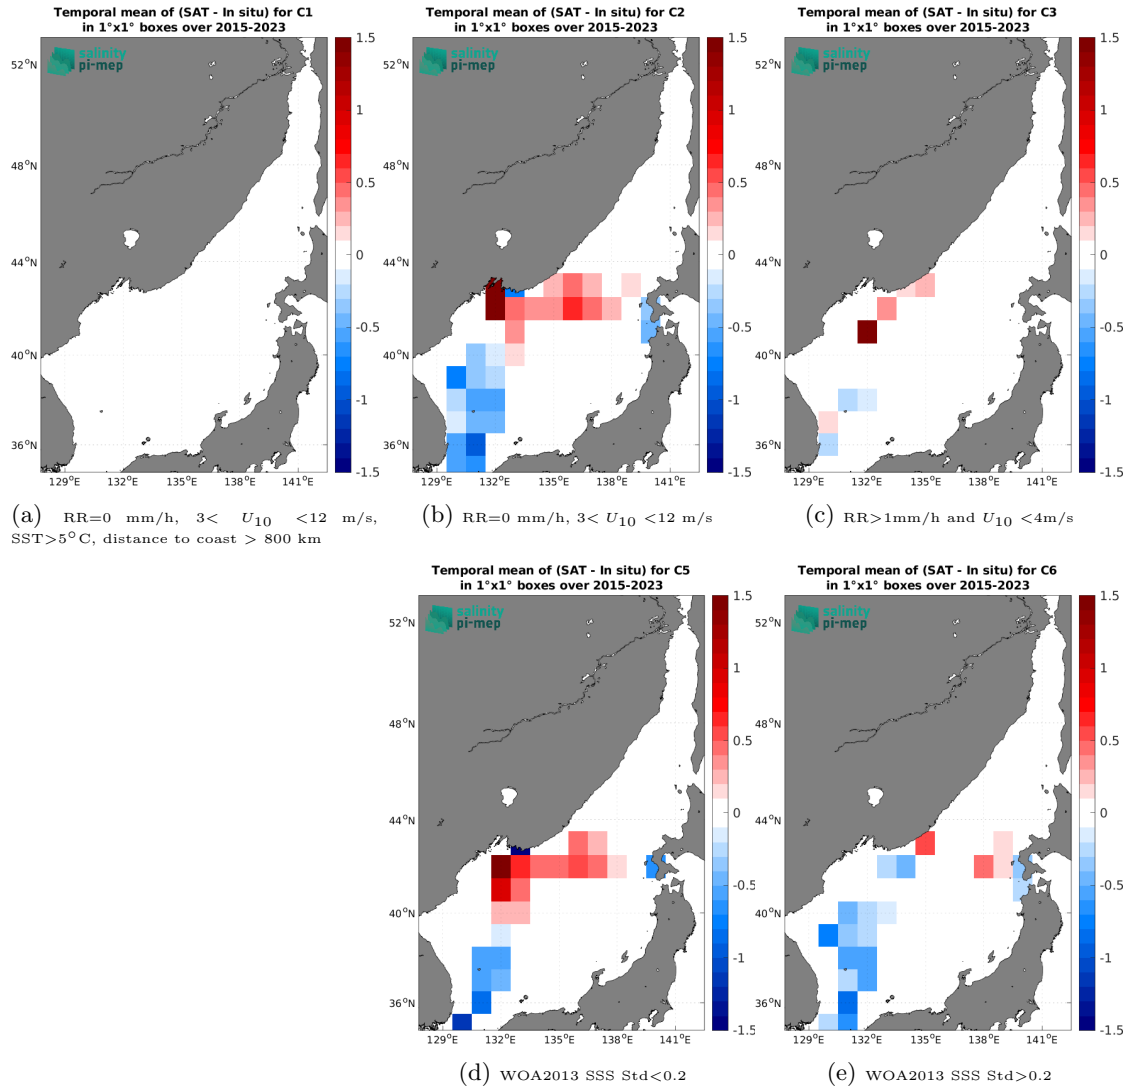 Temporal mean of (SAT - In situ) for C1
in 1°x1° boxes over 2015-2023
salinity
pi-mep
52°N
48°N
44°N
40°N
36°N
129°E 132°E 135°E 138°E 141°E
1.5
1
0.5
0
-0.5
-1
-1.5
(a) RR=0 mm/h, 3< U10 <12 m/s,
SST>5°C, distance to coast > 800 km
Temporal mean of (SAT - In situ) for C2
in 1°x1° boxes over 2015-2023
salinity
pi-mep
52°N
48°N
44°N
40°N
36°N
129°E 132°E 135°E 138°E 141°E
1.5
1
0.5
0
-0.5
-1
-1.5
(b) RR=0 mm/h, 3< U10 <12 m/s
Temporal mean of (SAT - In situ) for C3
in 1°x1° boxes over 2015-2023
salinity
pi-mep
52°N
48°N
44°N
40°N
36°N
129°E 132°E 135°E 138°E 141°E
1.5
1
0.5
0
-0.5
-1
-1.5
(c) RR>1mm/h and U10 <4m/s
Temporal mean of (SAT - In situ) for C5
in 1°x1° boxes over 2015-2023
salinity
pi-mep
52°N
48°N
44°N
40°N
36°N
129°E 132°E 135°E 138°E 141°E
1.5
1
0.5
0
-0.5
-1
-1.5
(d) WOA2013 SSS Std<0.2
Temporal mean of (SAT - In situ) for C6
in 1°x1° boxes over 2015-2023
salinity
pi-mep
52°N
48°N
44°N
40°N
36°N
129°E 132°E 135°E 138°E 141°E
1.5
1
0.5
0
-0.5
-1
-1.5
(e) WOA2013 SSS Std>0.2